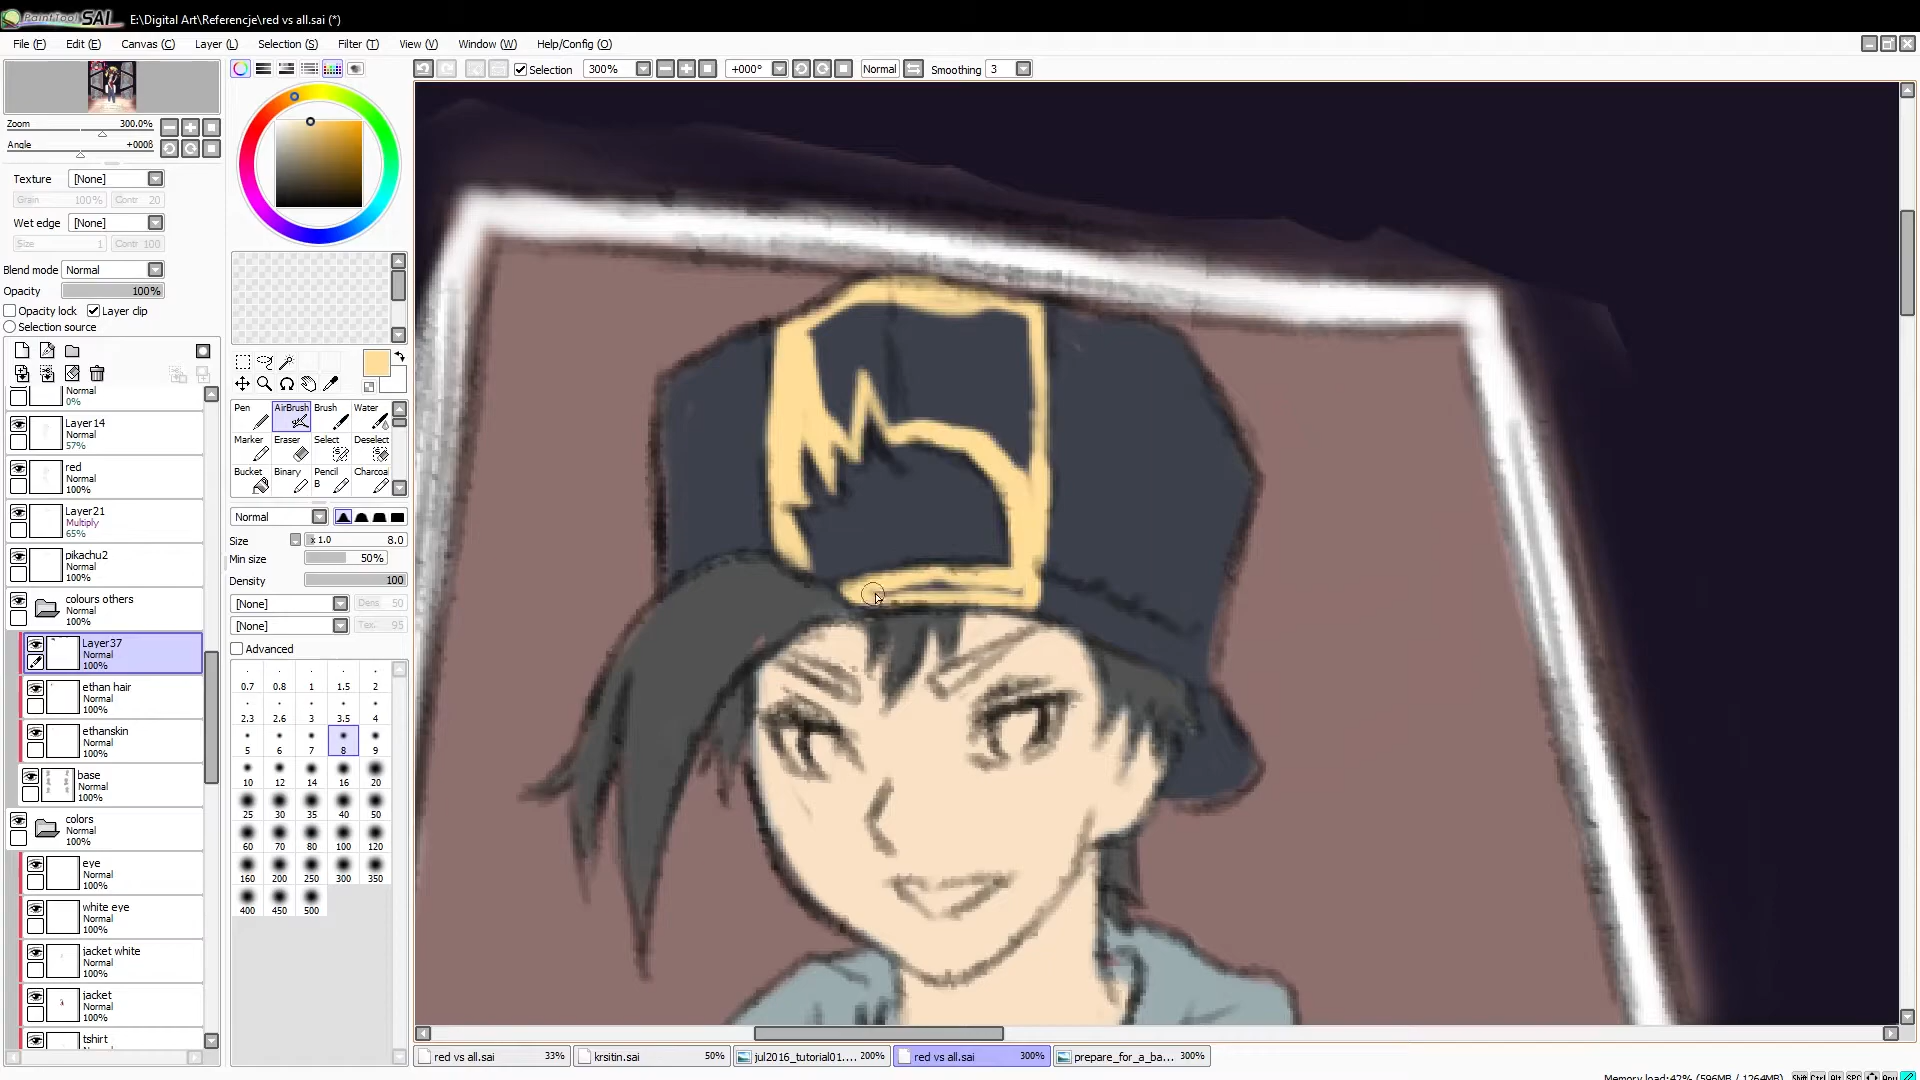 PaintTool SAI E:\Digital Art\Referencje\red vs all.sai (*)
File (F) Edit (E) Canvas (C) Layer (L) Selection (S) Filter (T) View (V) Window (W) Help/Config (O)
Selection 300% +000° Normal Smoothing 3
Zoom 300.0%
Angle +000ß
Texture [None]
Grain 100% Contr 20
Wet edge [None]
Size 1 Contr 100
Blend mode Normal
Opacity 100%
Opacity lock Layer clip
Selection source
Normal
0%
Layer14
Normal
57%
red
Normal
100%
Layer21
Multiply
65%
pikachu2
Normal
100%
colours others
Normal
100%
Layer37
Normal
100%
ethan hair
Normal
100%
ethanskin
Normal
100%
base
Normal
100%
colors
Normal
100%
eye
Normal
100%
white eye
Normal
100%
jacket white
Normal
100%
jacket
Normal
100%
tshirt
Pen AirBrush Brush Water
Marker Eraser Select Deselect
Bucket Binary Pencil Charcoal
B
Normal
Size x 1.0 8.0
Min size 50%
Density 100
[None] Dens 50
[None] Tex. 95
Advanced
0.7 0.8 1 1.5 2
2.3 2.6 3 3.5 4
5 6 7 8 9
10 12 14 16 20
25 30 35 40 50
60 70 80 100 120
160 200 250 300 350
400 450 500
red vs all.sai 33% krsitin.sai 50% jul2016_tutorial01.... 200% red vs all.sai 300% prepare_for_a_ba... 300%
Memory load:42% (596MB / 1264MB) Shift Ctrl Alt SPC Any